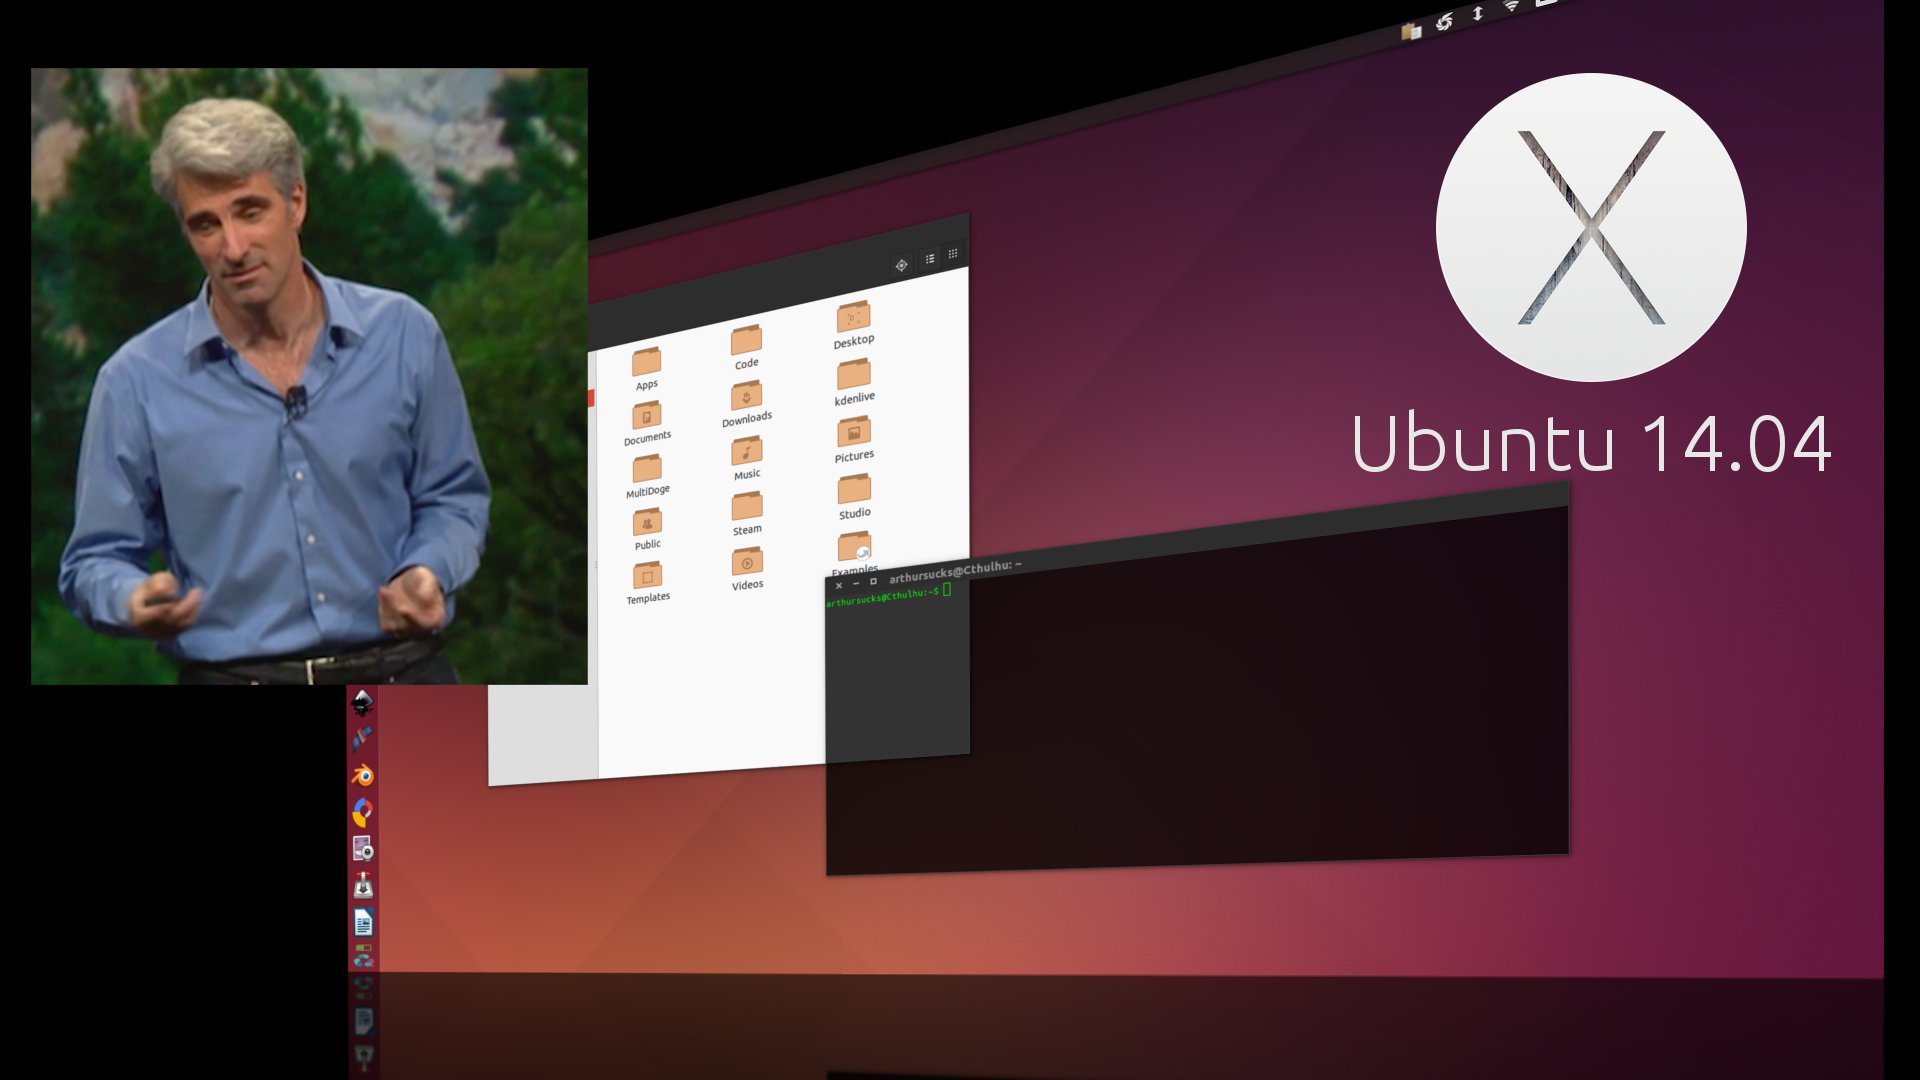 X
Ubuntu 14.04
Apps
Code
Desktop
Documents
Downloads
kdenlive
MultiDoge
Music
Pictures
Public
Steam
Studio
Templates
Videos
Examples
arthursucks@Cthulhu: ~
arthursucks@Cthulhu:~$